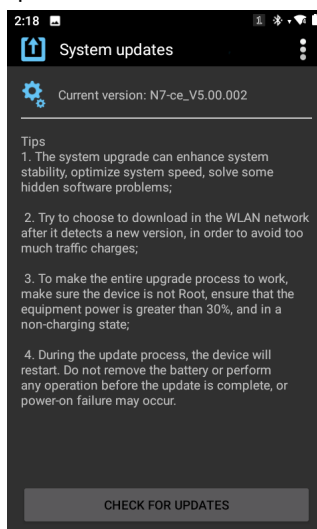 2:18
System updates
Current version: N7-ce_V5.00.002
Tips
1. The system upgrade can enhance system
stability, optimize system speed, solve some
hidden software problems;
2. Try to choose to download in the WLAN network
after it detects a new version, in order to avoid too
much traffic charges;
3. To make the entire upgrade process to work,
make sure the device is not Root, ensure that the
equipment power is greater than 30%, and in a
non-charging state;
4. During the update process, the device will
restart. Do not remove the battery or perform
any operation before the update is complete, or
power-on failure may occur.
CHECK FOR UPDATES